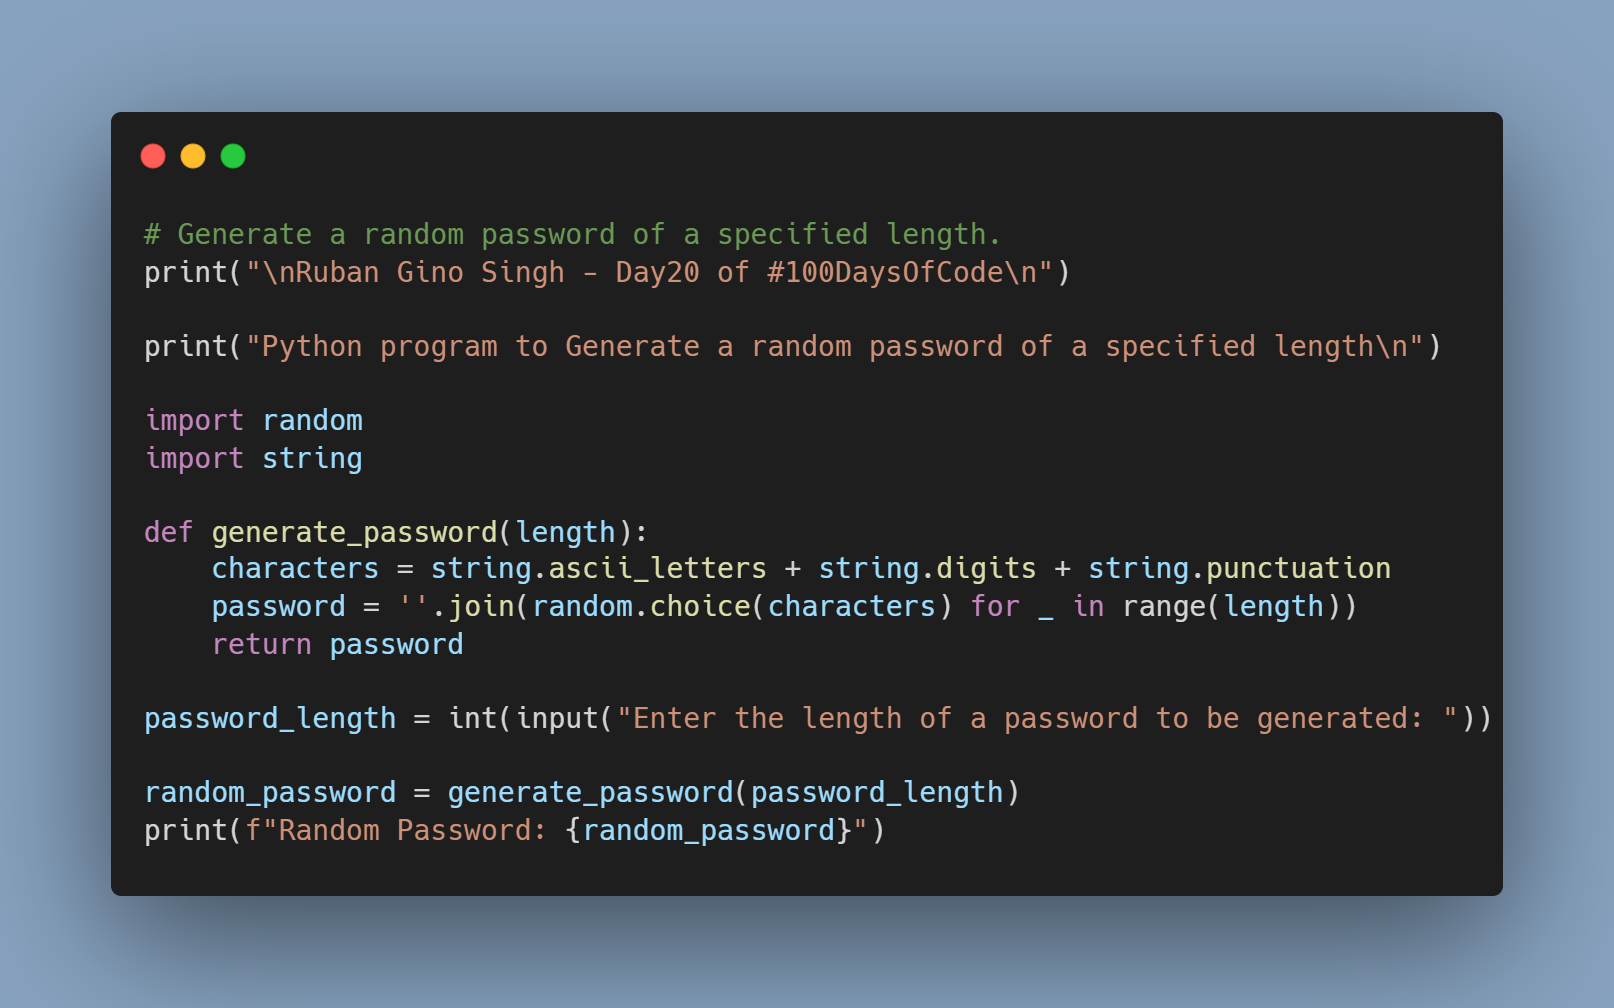 # Generate a random password of a specified length.
print("\nRuban Gino Singh - Day20 of #100DaysOfCode\n")
print("Python program to Generate a random password of a specified length\n")
import random
import string
def generate_password(length):
    characters = string.ascii_letters + string.digits + string.punctuation
    password = ''.join(random.choice(characters) for _ in range(length))
    return password
password_length = int(input("Enter the length of a password to be generated: "))
random_password = generate_password(password_length)
print(f"Random Password: {random_password}")